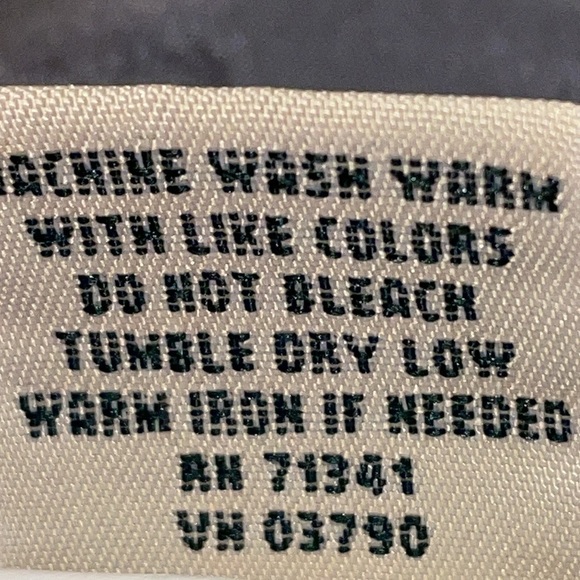 MACHINE WASH WARM
WITH LIKE COLORS
DO NOT BLEACH
TUMBLE DRY LOW
WARM IRON IF NEEDED
RN 71341
VN 03790